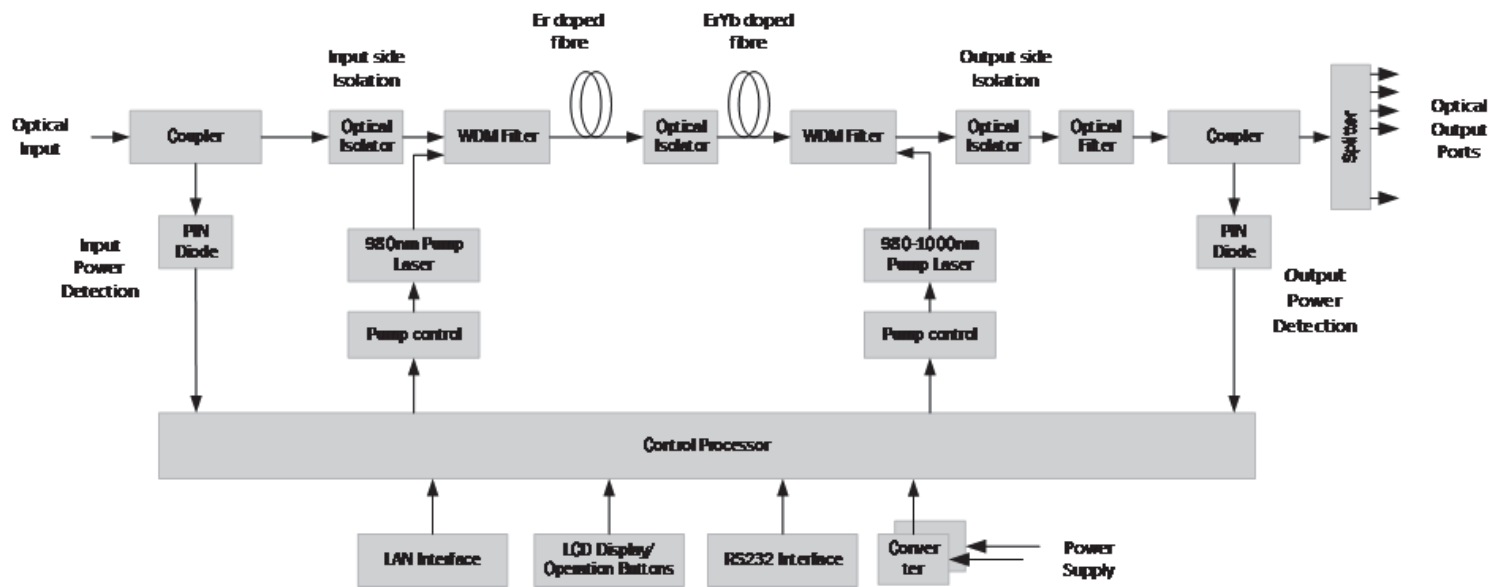 Er doped
fibre
ErYb doped
fibre
Input side
Isolation
Output side
Isolation
Optical
Input
Coupler
Optical
Isolator
WDM Filter
Optical
Isolator
WDM Filter
Optical
Isolator
Optical
Filter
Coupler
Splitter
Optical
Output
Ports
PIN
Diode
Input
Power
Detection
980nm Pump
Laser
980-1000nm
Pump Laser
PIN
Diode
Output
Power
Detection
Pump control
Pump control
Control Processor
LAN Interface
LCD Display/
Operation Buttons
RS232 Interface
Conver
ter
Power
Supply